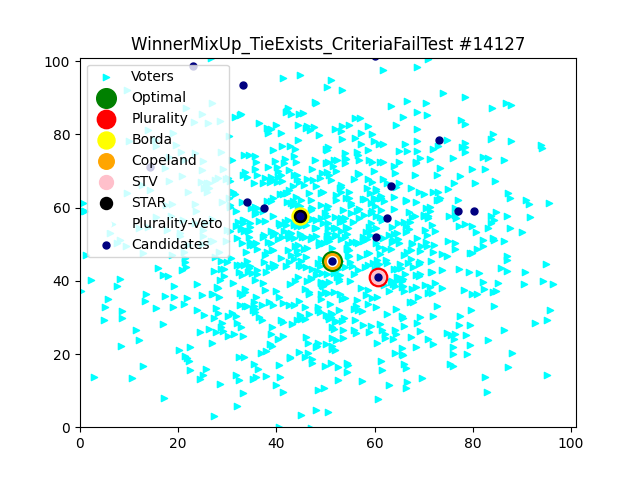 WinnerMixUp_TieExists_CriteriaFailTest #14127
Voters
Optimal
Plurality
Borda
Copeland
STV
STAR
Plurality-Veto
Candidates
100
80
60
40
20
0
0 20 40 60 80 100